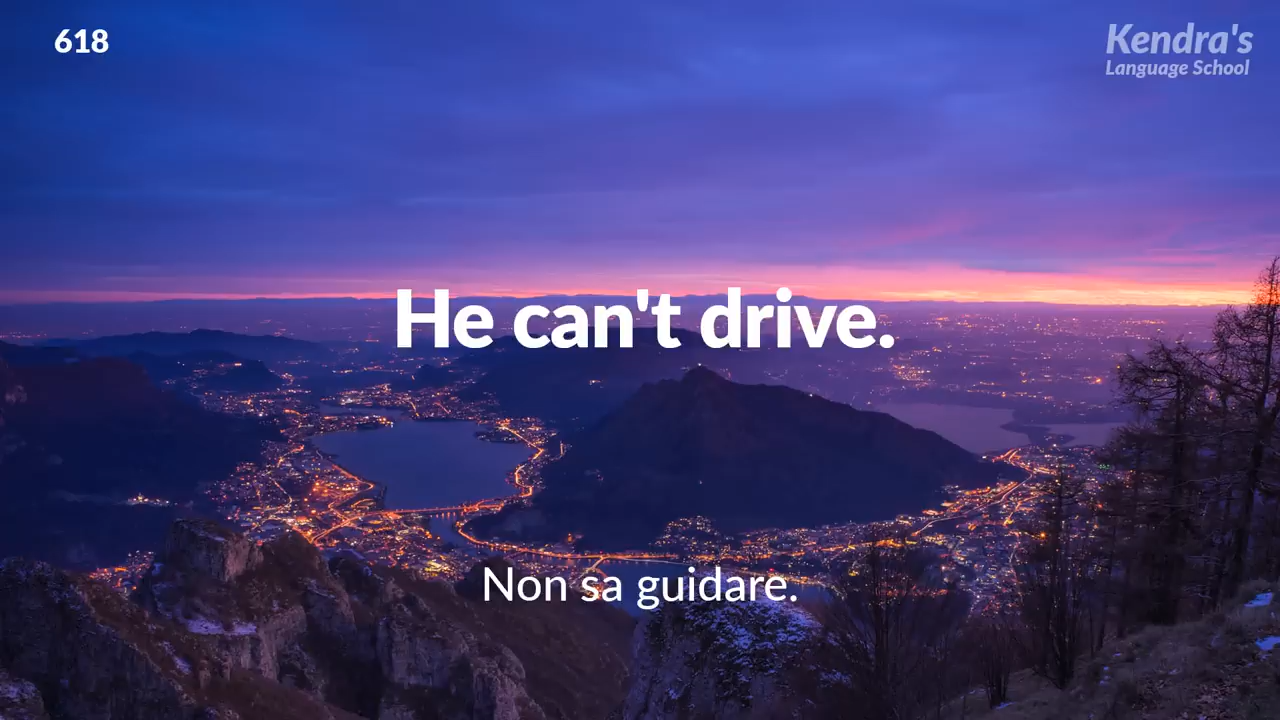 618
Kendra's
Language School
He can't drive.
Non sa guidare.